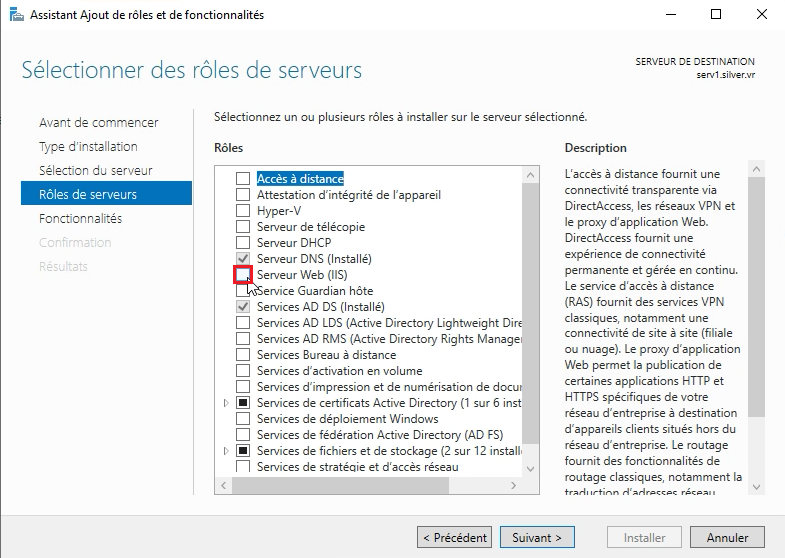 Assistant Ajout de rôles et de fonctionnalités
Sélectionner des rôles de serveurs
SERVEUR DE DESTINATION
serv1.silver.vr
Avant de commencer
Type d'installation
Sélection du serveur
Rôles de serveurs
Fonctionnalités
Confirmation
Résultats
Sélectionnez un ou plusieurs rôles à installer sur le serveur sélectionné.
Rôles
Accès à distance
Attestation d'intégrité de l'appareil
Hyper-V
Serveur de télécopie
Serveur DHCP
Serveur DNS (Installé)
Serveur Web (IIS)
Service Guardian hôte
Services AD DS (Installé)
Services AD LDS (Active Directory Lightweight Dire
Services AD RMS (Active Directory Rights Manager
Services Bureau à distance
Services d'activation en volume
Services d'impression et de numérisation de docu
Services de certificats Active Directory (1 sur 6 inst
Services de déploiement Windows
Services de fédération Active Directory (AD FS)
Services de fichiers et de stockage (2 sur 12 install
Services de stratégie et d'accès réseau
Description
L'accès à distance fournit une
connectivité transparente via
DirectAccess, les réseaux VPN et
le proxy d'application Web.
DirectAccess fournit une
expérience de connectivité
permanente et gérée en continu.
Le service d'accès à distance
(RAS) fournit des services VPN
classiques, notamment une
connectivité de site à site (filiale
ou nuage). Le proxy d'application
Web permet la publication de
certaines applications HTTP et
HTTPS spécifiques de votre
réseau d'entreprise à destination
d'appareils clients situés hors du
réseau d'entreprise. Le routage
fournit des fonctionnalités de
routage classiques, notamment la
traduction d'adresses réseau
< Précédent
Suivant >
Installer
Annuler